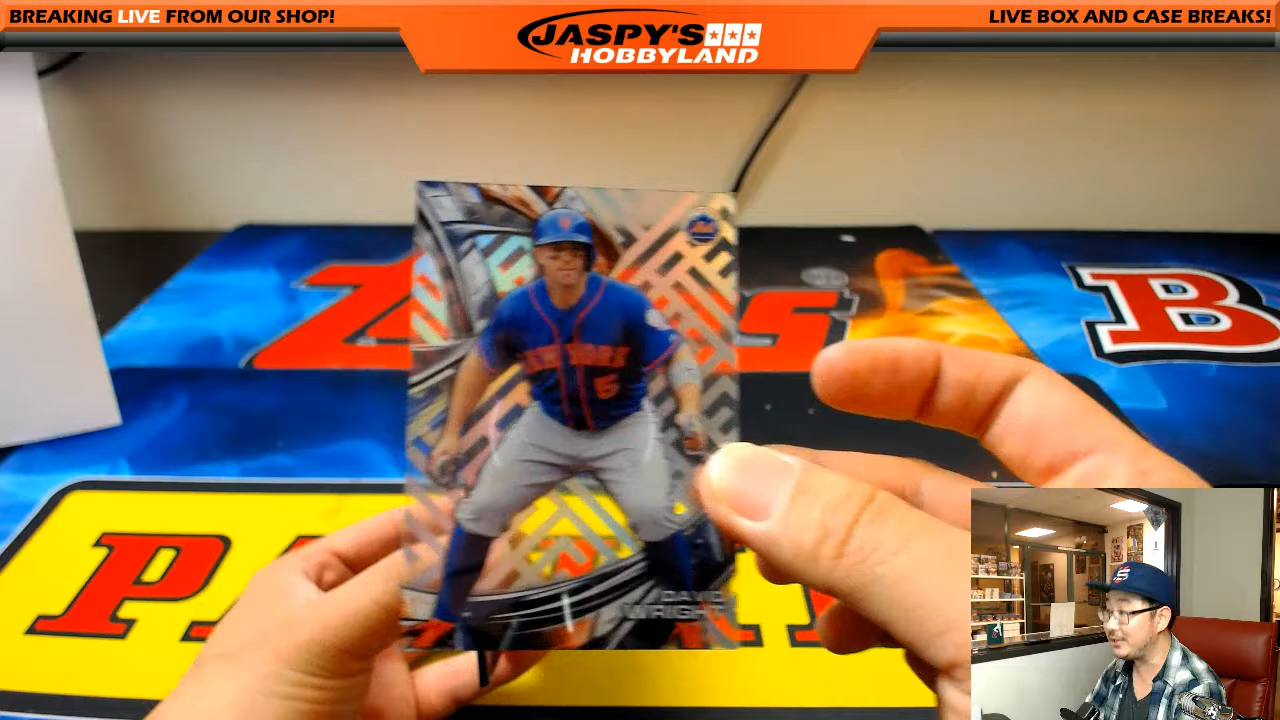 BREAKING LIVE FROM OUR SHOP!
JASPY'S
HOBBYLAND
LIVE BOX AND CASE BREAKS!
B
NEW YORK
5
DAVID
WRIGHT